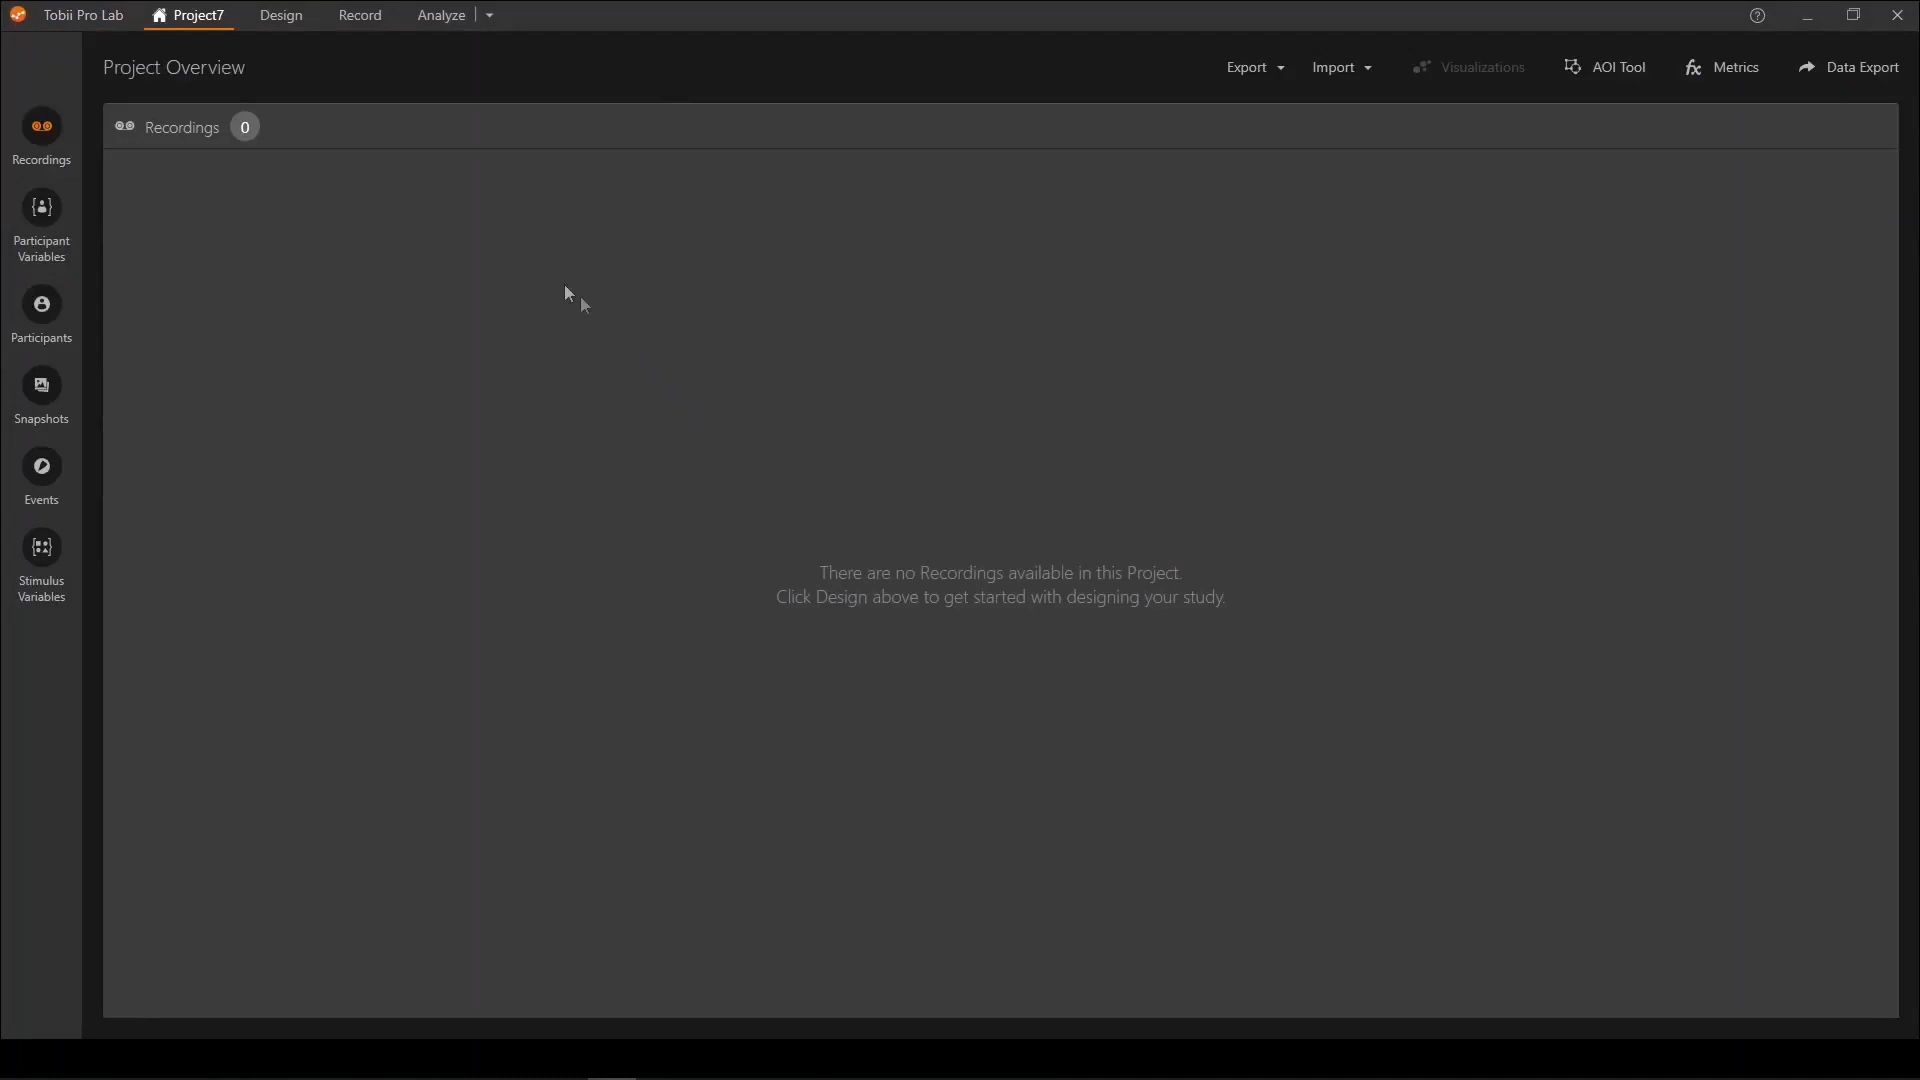 Tobii Pro Lab
Project7
Design
Record
Analyze
Project Overview
Export
Import
Visualizations
AOI Tool
fx Metrics
Data Export
Recordings 0
Recordings
Participant
Variables
Participants
Snapshots
Events
Stimulus
Variables
There are no Recordings available in this Project.
Click Design above to get started with designing your study.